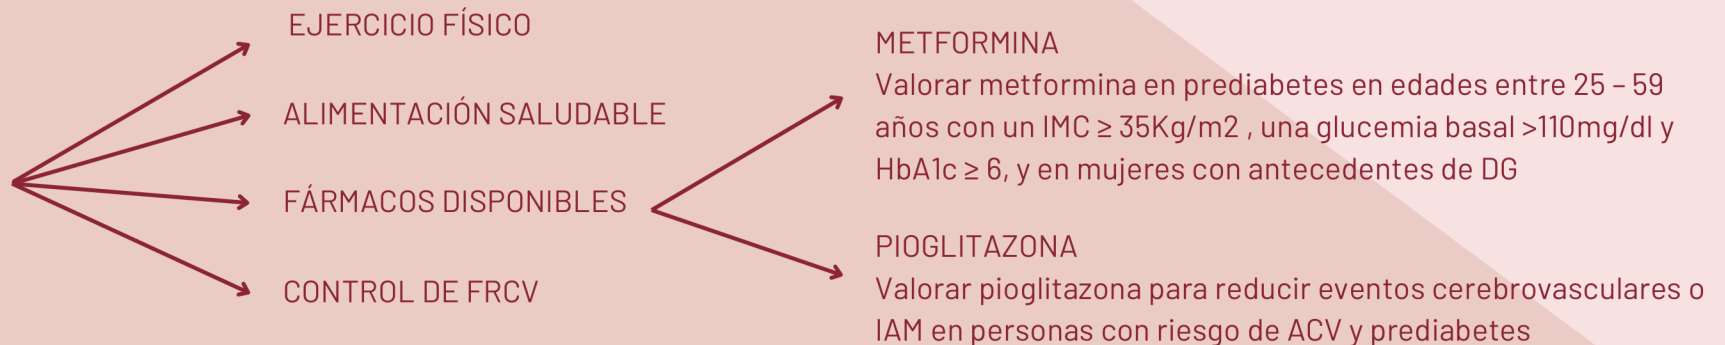 EJERCICIO FÍSICO
ALIMENTACIÓN SALUDABLE
FÁRMACOS DISPONIBLES
CONTROL DE FRCV
METFORMINA
Valorar metformina en prediabetes en edades entre 25 – 59
años con un IMC ≥ 35Kg/m2 , una glucemia basal >110mg/dl y
HbA1c ≥ 6, y en mujeres con antecedentes de DG
PIOGLITAZONA
Valorar pioglitazona para reducir eventos cerebrovasculares o
IAM en personas con riesgo de ACV y prediabetes